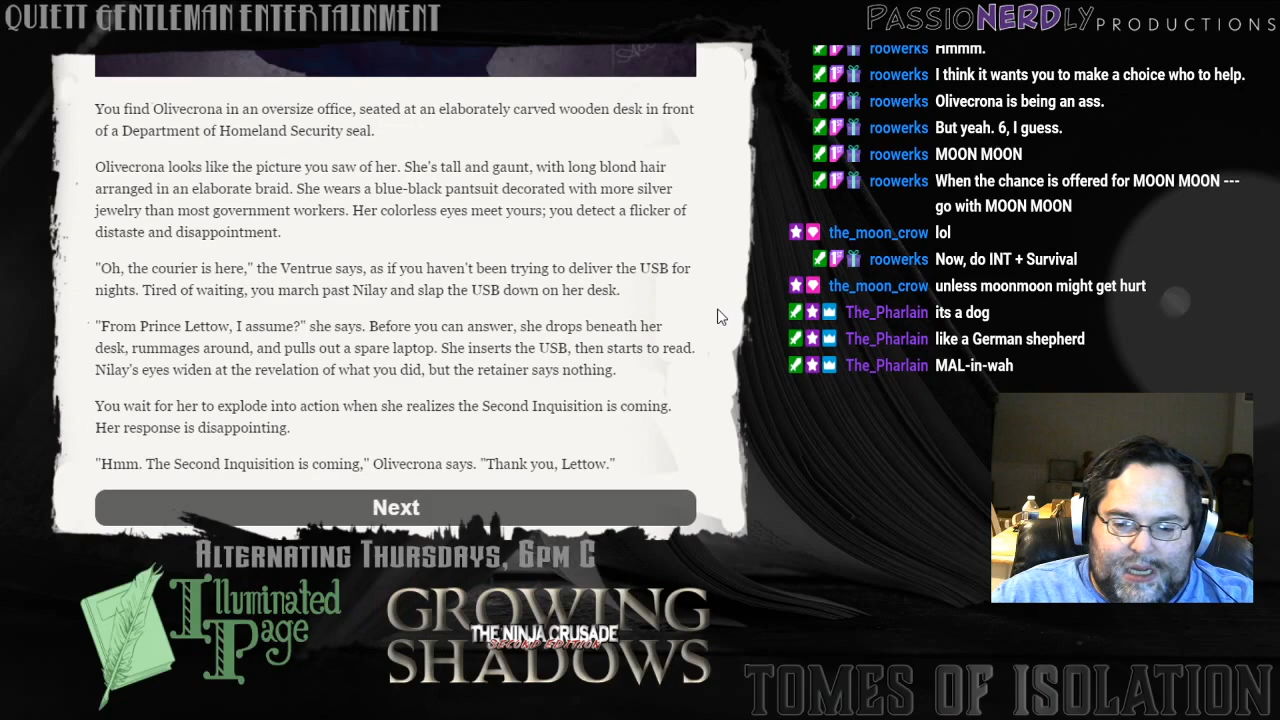 QUIETT GENTLEMAN ENTERTAINMENT
PASSIONERDLY PRODUCTIONS
You find Olivecrona in an oversize office, seated at an elaborately carved wooden desk in front
of a Department of Homeland Security seal.
Olivecrona looks like the picture you saw of her. She's tall and gaunt, with long blond hair
arranged in an elaborate braid. She wears a blue-black pantsuit decorated with more silver
jewelry than most government workers. Her colorless eyes meet yours; you detect a flicker of
distaste and disappointment.
"Oh, the courier is here," the Ventrue says, as if you haven't been trying to deliver the USB for
nights. Tired of waiting, you march past Nilay and slap the USB down on her desk.
"From Prince Lettow, I assume?" she says. Before you can answer, she drops beneath her
desk, rummages around, and pulls out a spare laptop. She inserts the USB, then starts to read.
Nilay's eyes widen at the revelation of what you did, but the retainer says nothing.
You wait for her to explode into action when she realizes the Second Inquisition is coming.
Her response is disappointing.
"Hmm. The Second Inquisition is coming," Olivecrona says. "Thank you, Lettow."
Next
roowerks Hmmm.
roowerks I think it wants you to make a choice who to help.
roowerks Olivecrona is being an ass.
roowerks But yeah. 6, I guess.
roowerks MOON MOON
roowerks When the chance is offered for MOON MOON ---
go with MOON MOON
the_moon_crow lol
roowerks Now, do INT + Survival
the_moon_crow unless moonmoon might get hurt
The_Pharlain its a dog
The_Pharlain like a German shepherd
The_Pharlain MAL-in-wah
ALTERNATING THURSDAYS, 6PM C
Illuminated
Page
GROWING
THE NINJA CRUSADE
SECOND EDITION
SHADOWS
TOMES OF ISOLATION